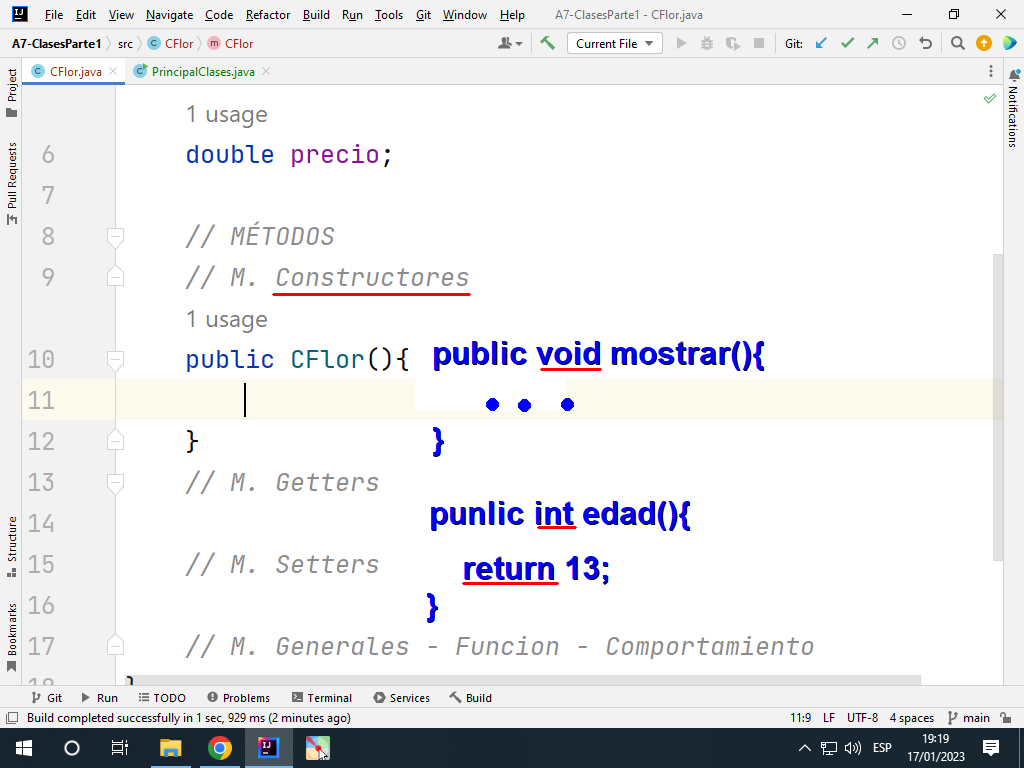 File Edit View Navigate Code Refactor Build Run Tools Git Window Help A7-ClasesParte1 - CFlor.java
A7-ClasesParte1 src C CFlor m CFlor Current File Git:
C CFlor.java C PrincipalClases.java
Project
Pull Requests
Structure
Bookmarks
Notifications
1 usage
6 double precio;
7
8 // MÉTODOS
9 // M. Constructores
1 usage
10 public CFlor(){ public void mostrar(){
11
12 } }
13 // M. Getters
punlic int edad(){
14
15 // M. Setters
return 13;
16 }
17 // M. Generales - Funcion - Comportamiento
18 }
Git Run TODO Problems Terminal Services Build
Build completed successfully in 1 sec, 929 ms (2 minutes ago) 11:9 LF UTF-8 4 spaces main
ESP
19:19
17/01/2023